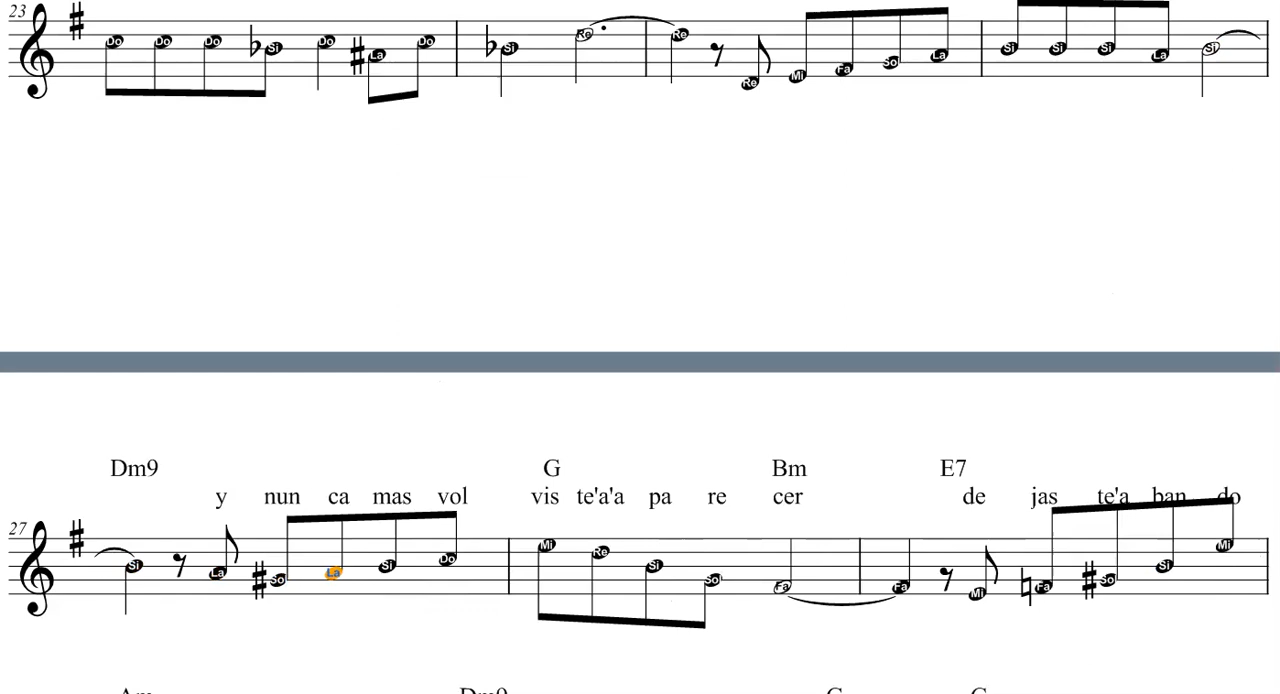 23
Do Do Do Si Do La Do Si Re Re Re Mi Fa Sol La Si Si Si La Si
Dm9 G Bm E7
y nun ca mas vol vis te'a'a pa re cer de jas te'a ban do
27
Si La Sol La Si Do Mi Re Si Sol Fa Fa Mi Fa Sol Si Mi
Am Dm9 G C